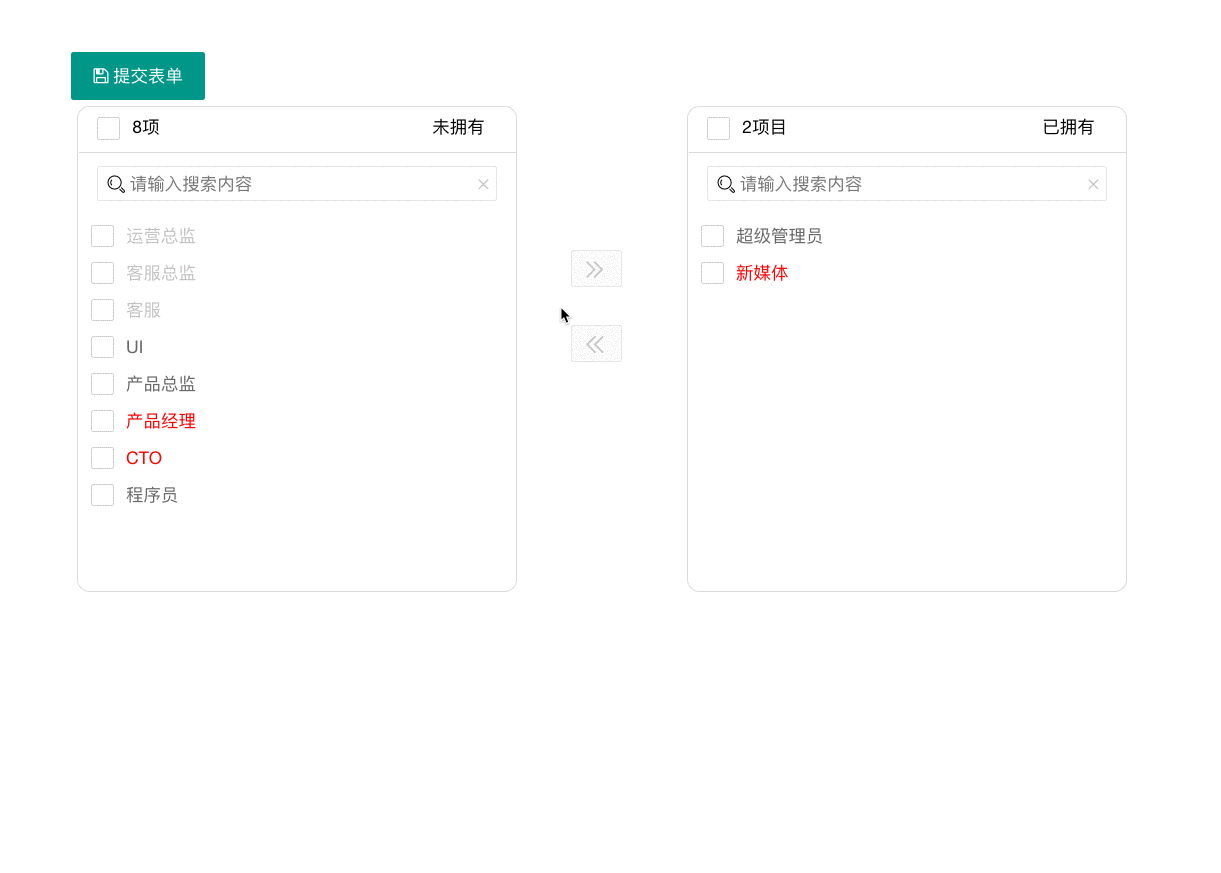 提交表单
8项 未拥有
请输入搜索内容
运营总监
客服总监
客服
UI
产品总监
产品经理
CTO
程序员
2项目 已拥有
请输入搜索内容
超级管理员
新媒体